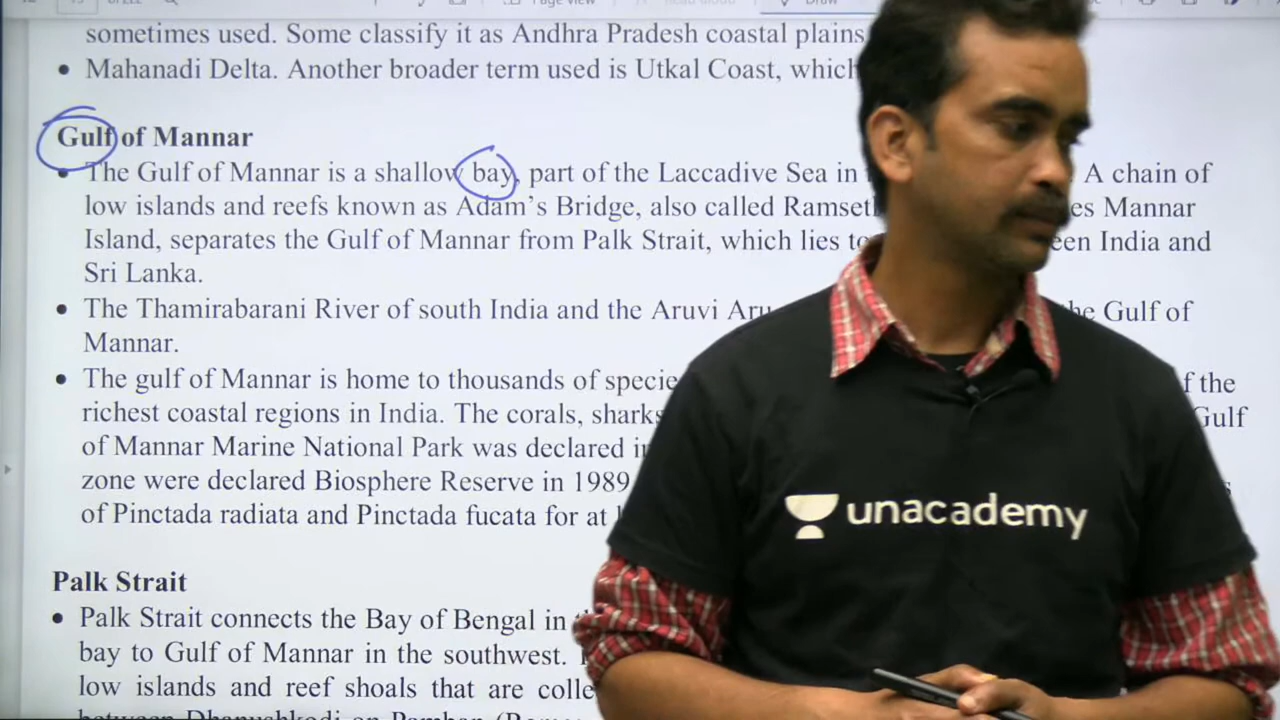 sometimes used. Some classify it as Andhra Pradesh coastal plains
• Mahanadi Delta. Another broader term used is Utkal Coast, which
Gulf of Mannar
• The Gulf of Mannar is a shallow bay, part of the Laccadive Sea in A chain of
low islands and reefs known as Adam's Bridge, also called Mannar
Island, separates the Gulf of Mannar from Palk Strait, which lies India and
Sri Lanka.
• The Thamirabarani River of south India and the Aruvi Aru Gulf of
Mannar.
• The gulf of Mannar is home to thousands of of the
richest coastal regions in India. The corals, sharks Gulf
of Mannar Marine National Park was declared
zone were declared Biosphere Reserve in 1989
of Pinctada radiata and Pinctada fucata for at
unacademy
Palk Strait
• Palk Strait connects the Bay of Bengal in
bay to Gulf of Mannar in the southwest.
low islands and reef shoals that are
between Dhanushkodi on Pamban